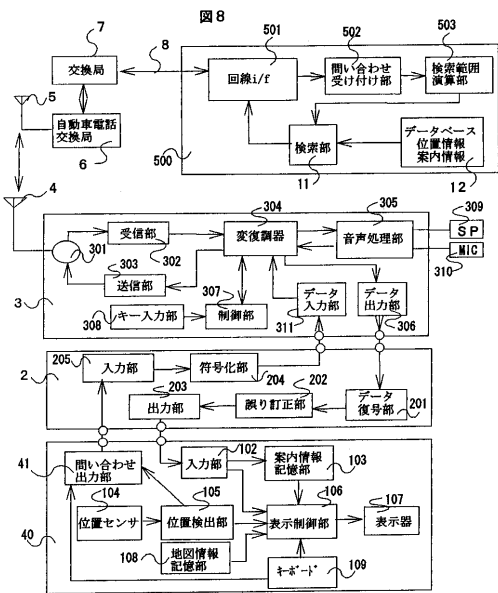 図8
7
交換局
8
501
回線i/f
502
問い合わせ
受け付け部
503
検索範囲
演算部
5
自動車電話
交換局
6
500
検索部
11
データベース
位置情報
案内情報
12
4
301
受信部
302
303
送信部
304
変復調器
305
音声処理部
309
SP
MIC
310
3
308
キー入力部
307
制御部
データ
入力部
311
データ
出力部
306
2
205
入力部
符号化部
204
203
出力部
202
誤り訂正部
データ
復号部
201
41
問い合わせ
出力部
102
入力部
案内情報
記憶部
103
104
位置センサ
105
位置検出部
106
表示制御部
107
表示器
40
108
地図情報
記憶部
キーボード
109